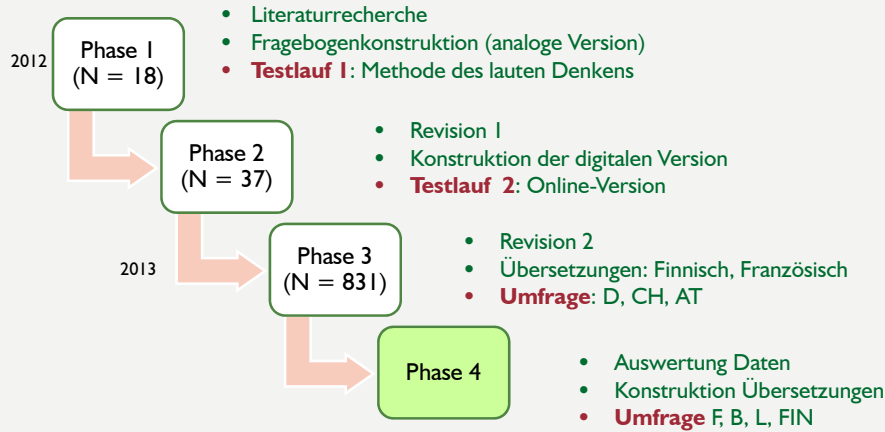 • Literaturrecherche
• Fragebogenkonstruktion (analoge Version)
• Testlauf 1: Methode des lauten Denkens
2012
Phase 1
(N = 18)
• Revision 1
• Konstruktion der digitalen Version
• Testlauf 2: Online-Version
Phase 2
(N = 37)
• Revision 2
• Übersetzungen: Finnisch, Französisch
• Umfrage: D, CH, AT
2013
Phase 3
(N = 831)
• Auswertung Daten
• Konstruktion Übersetzungen
• Umfrage F, B, L, FIN
Phase 4